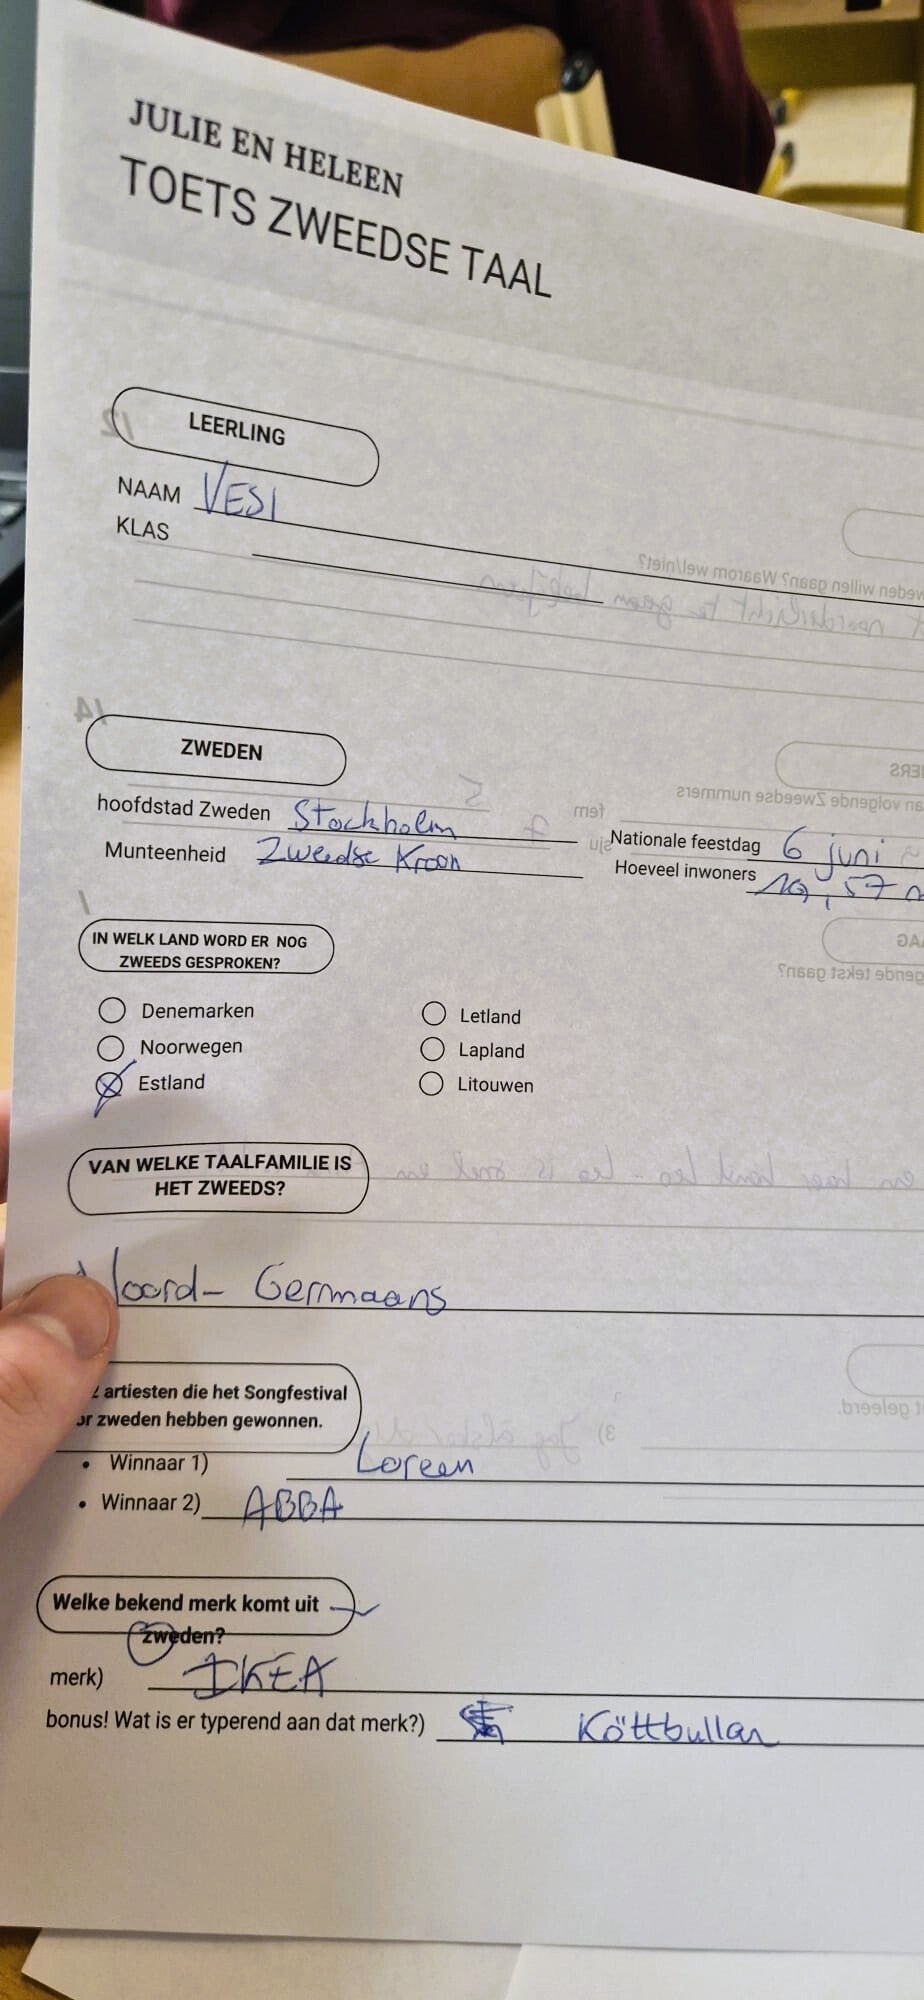 JULIE EN HELEEN
TOETS ZWEEDSE TAAL
LEERLING
NAAM VESI
KLAS
ZWEDEN
hoofdstad Zweden Stockholm
Munteenheid Zweedse Kroon
Nationale feestdag 6 juni
Hoeveel inwoners 10,57
IN WELK LAND WORD ER NOG
ZWEEDS GESPROKEN?
Denemarken
Noorwegen
Estland
Letland
Lapland
Litouwen
VAN WELKE TAALFAMILIE IS
HET ZWEEDS?
Noord- Germaans
artiesten die het Songfestival
zweden hebben gewonnen.
Winnaar 1) Loreen
Winnaar 2) ABBA
Welke bekend merk komt uit
zweden?
merk) IKEA
bonus! Wat is er typerend aan dat merk?) Köttbullar